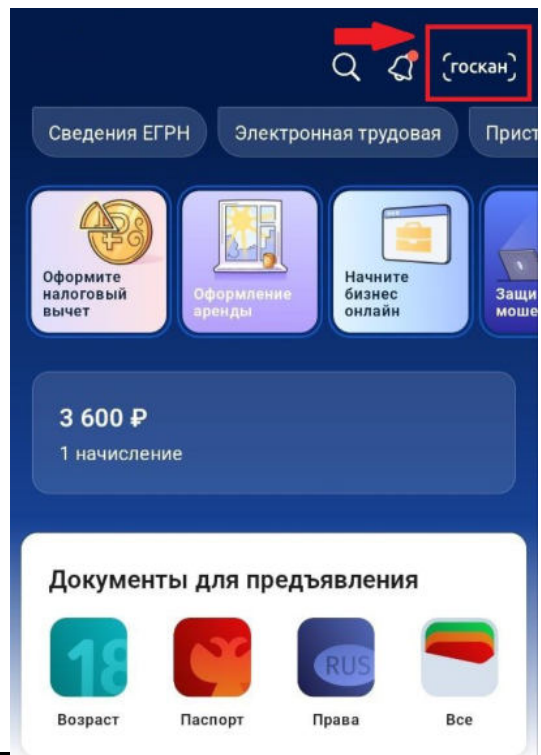 госкан
Сведения ЕГРН
Электронная трудовая
Прист
Оформите
налоговый
вычет
Оформление
аренды
Начните
бизнес
онлайн
Защи
моше
3 600 ₽
1 начисление
Документы для предъявления
18
RUS
Возраст
Паспорт
Права
Все